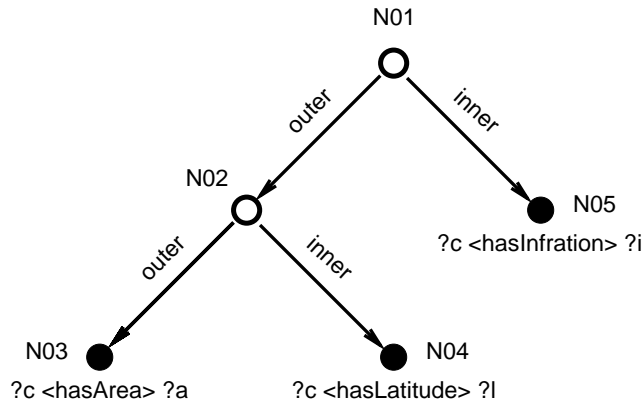 N01
outer
inner
N02
N05
?c <hasInfration> ?i
outer
inner
N03
N04
?c <hasArea> ?a
?c <hasLatitude> ?l